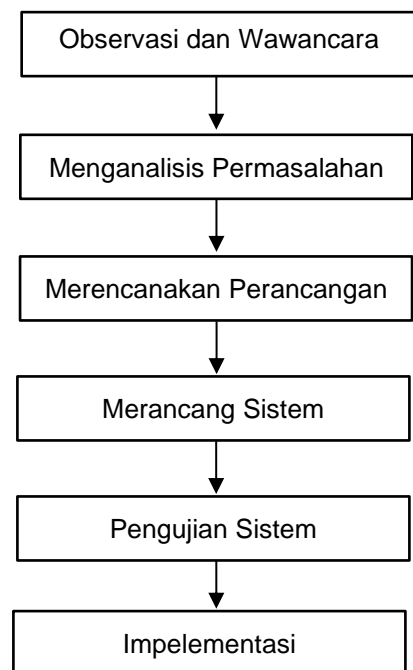 Observasi dan Wawancara
Menganalisis Permasalahan
Merencanakan Perancangan
Merancang Sistem
Pengujian Sistem
Impelementasi